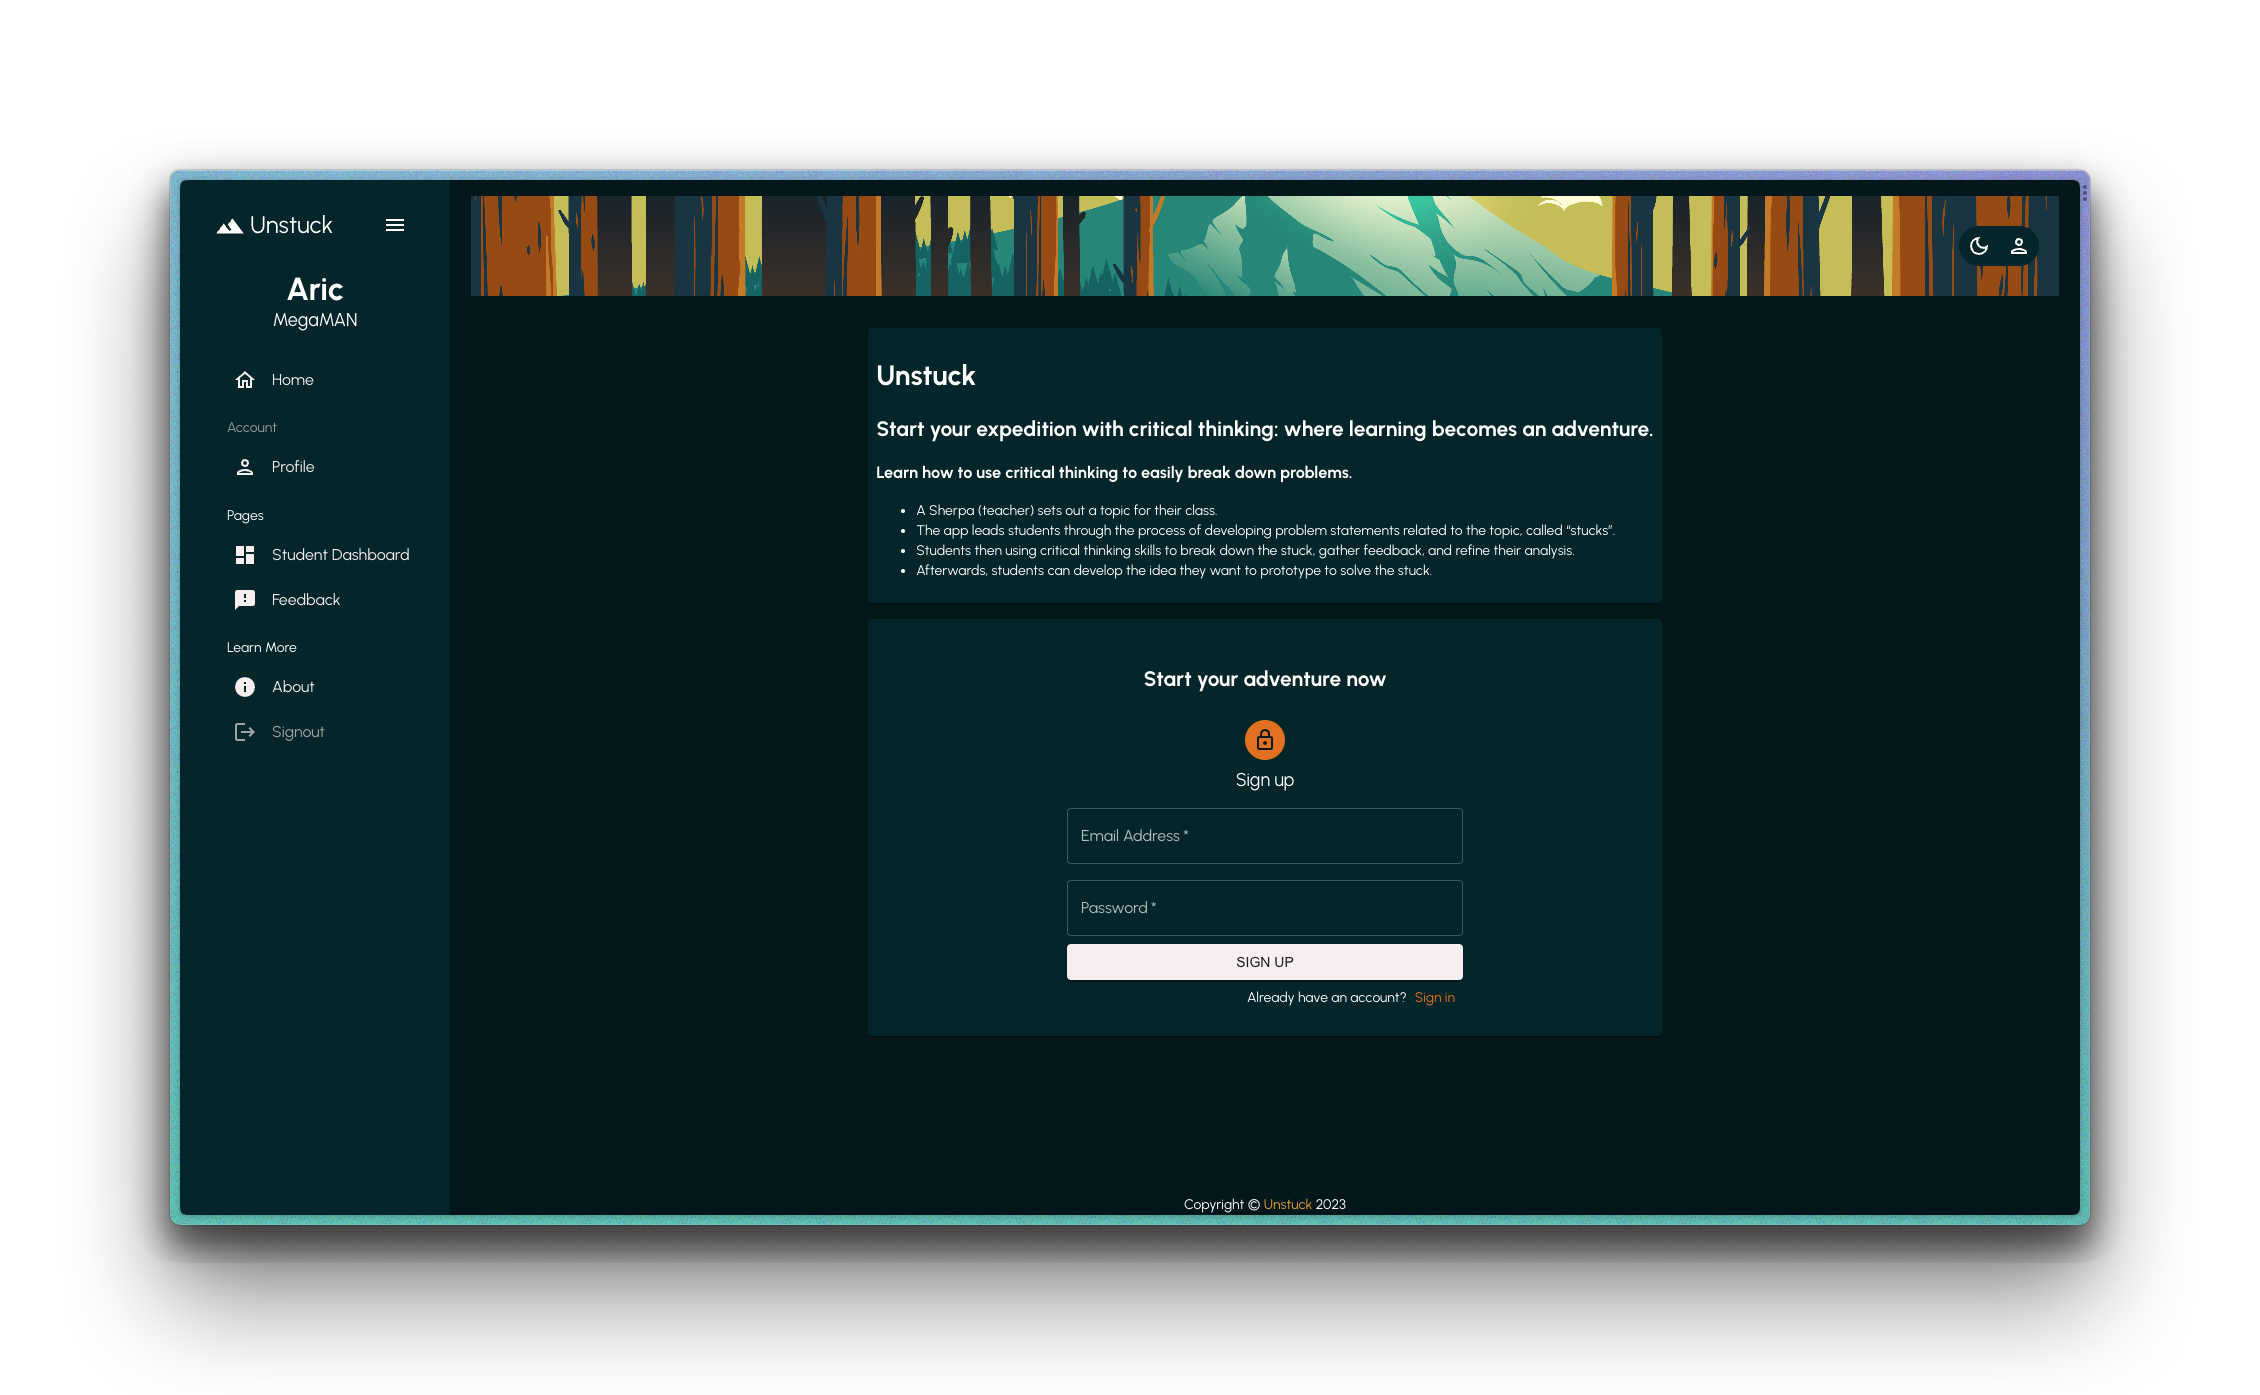 Unstuck
Aric
MegaMAN
Home
Account
Profile
Pages
Student Dashboard
Feedback
Learn More
About
Signout
Unstuck
Start your expedition with critical thinking: where learning becomes an adventure.
Learn how to use critical thinking to easily break down problems.
• A Sherpa (teacher) sets out a topic for their class.
• The app leads students through the process of developing problem statements related to the topic, called “stucks”.
• Students then using critical thinking skills to break down the stuck, gather feedback, and refine their analysis.
• Afterwards, students can develop the idea they want to prototype to solve the stuck.
Start your adventure now
Sign up
Email Address *
Password *
SIGN UP
Already have an account? Sign in
Copyright © Unstuck 2023